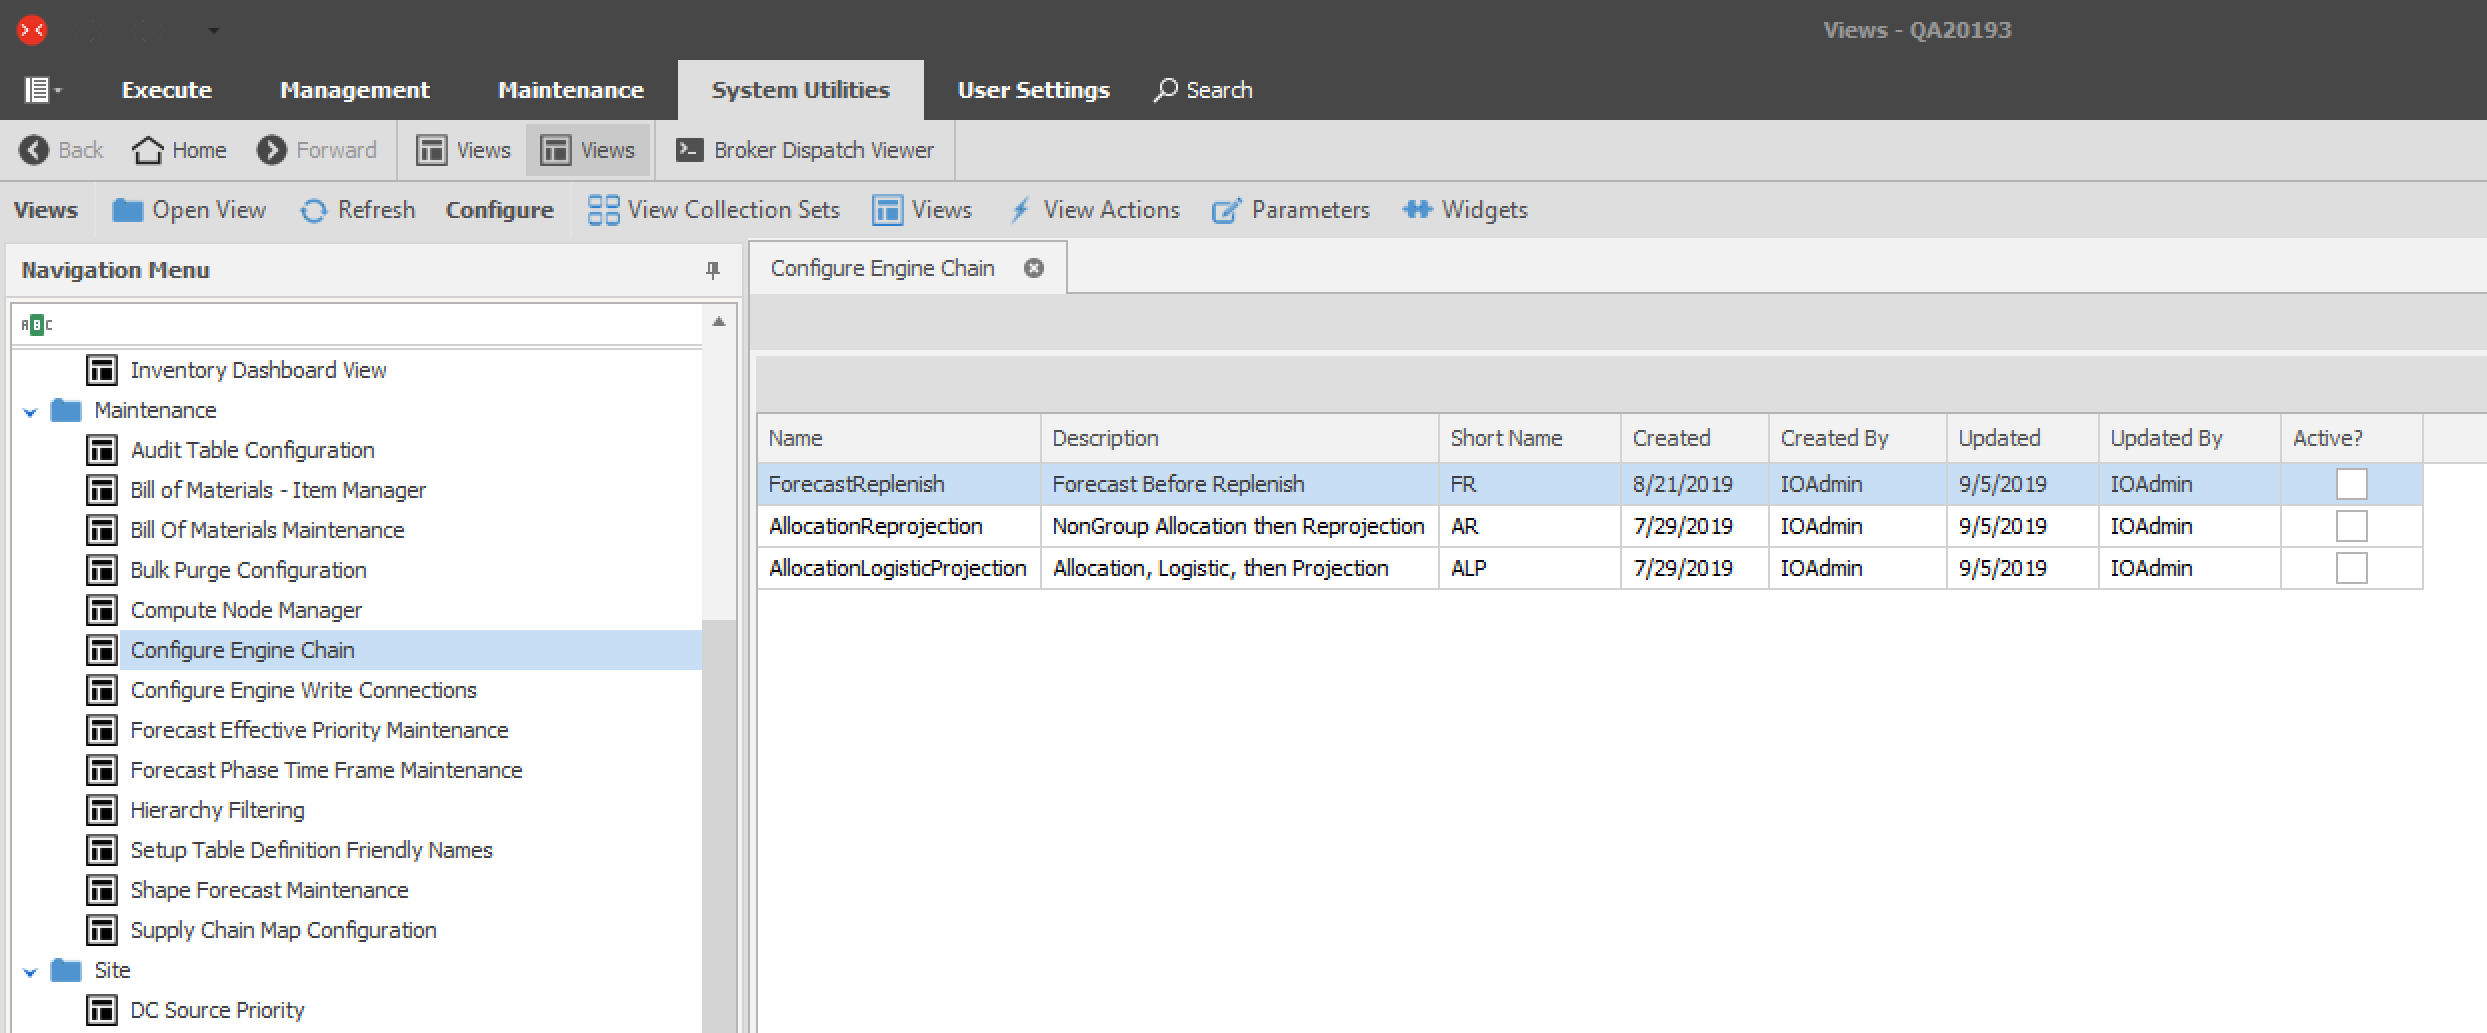 Views - QA20193
Execute Management Maintenance System Utilities User Settings Search
Back Home Forward Views Views Broker Dispatch Viewer
Views Open View Refresh Configure View Collection Sets Views View Actions Parameters Widgets
Navigation Menu
ABC
Inventory Dashboard View
Maintenance
Audit Table Configuration
Bill of Materials - Item Manager
Bill Of Materials Maintenance
Bulk Purge Configuration
Compute Node Manager
Configure Engine Chain
Configure Engine Write Connections
Forecast Effective Priority Maintenance
Forecast Phase Time Frame Maintenance
Hierarchy Filtering
Setup Table Definition Friendly Names
Shape Forecast Maintenance
Supply Chain Map Configuration
Site
DC Source Priority
Configure Engine Chain
Name Description Short Name Created Created By Updated Updated By Active?
ForecastReplenish Forecast Before Replenish FR 8/21/2019 IOAdmin 9/5/2019 IOAdmin
AllocationReprojection NonGroup Allocation then Reprojection AR 7/29/2019 IOAdmin 9/5/2019 IOAdmin
AllocationLogisticProjection Allocation, Logistic, then Projection ALP 7/29/2019 IOAdmin 9/5/2019 IOAdmin